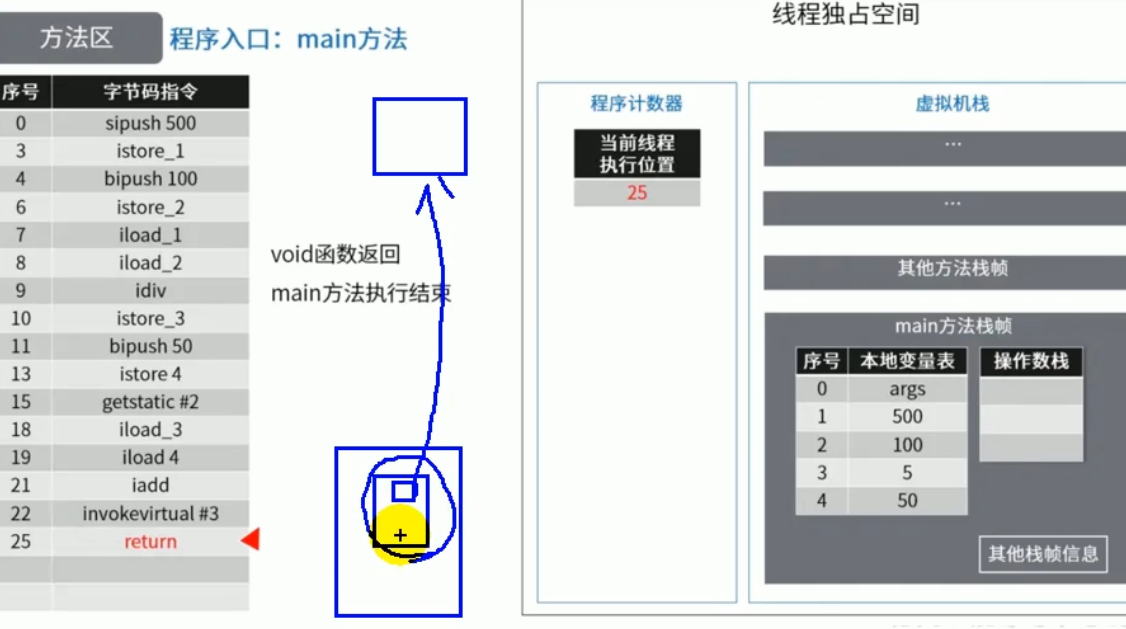 方法区 程序入口：main方法
序号 字节码指令
0 sipush 500
3 istore_1
4 bipush 100
6 istore_2
7 iload_1
8 iload_2
9 idiv
10 istore_3
11 bipush 50
13 istore 4
15 getstatic #2
18 iload_3
19 iload 4
21 iadd
22 invokevirtual #3
25 return
void函数返回
main方法执行结束
线程独占空间
程序计数器
当前线程
执行位置
25
虚拟机栈
...
...
其他方法栈帧
main方法栈帧
序号 本地变量表
0 args
1 500
2 100
3 5
4 50
操作数栈
其他栈帧信息